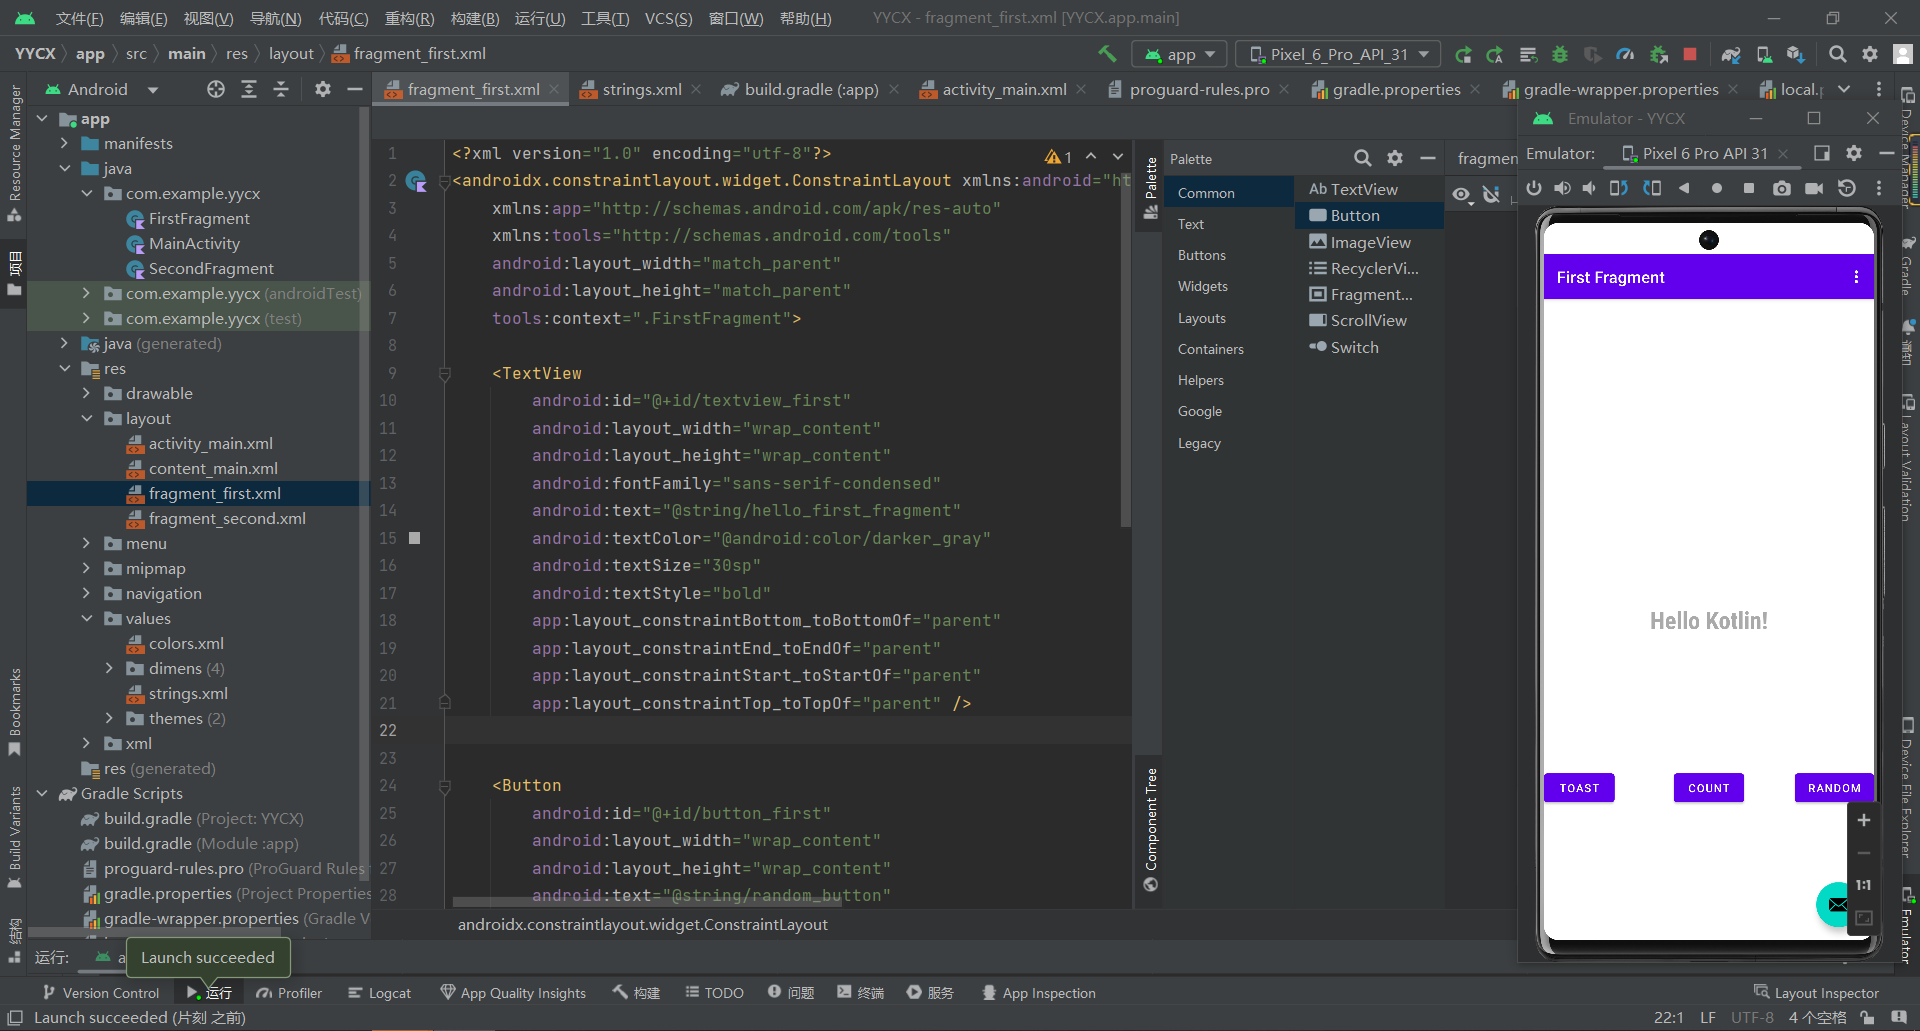 文件(F) 编辑(E) 视图(V) 导航(N) 代码(C) 重构(R) 构建(B) 运行(U) 工具(T) VCS(S) 窗口(W) 帮助(H) YYCX - fragment_first.xml [YYCX.app.main]
YYCX app src main res layout fragment_first.xml
app Pixel_6_Pro_API_31
Android
fragment_first.xml strings.xml build.gradle (:app) activity_main.xml proguard-rules.pro gradle.properties gradle-wrapper.properties local.
Resource Manager
项目
Bookmarks
Build Variants
结构
app
manifests
java
com.example.yycx
FirstFragment
MainActivity
SecondFragment
com.example.yycx (androidTest)
com.example.yycx (test)
java (generated)
res
drawable
layout
activity_main.xml
content_main.xml
fragment_first.xml
fragment_second.xml
menu
mipmap
navigation
values
colors.xml
dimens (4)
strings.xml
themes (2)
xml
res (generated)
Gradle Scripts
build.gradle (Project: YYCX)
build.gradle (Module :app)
proguard-rules.pro (ProGuard Rules
gradle.properties (Project Properties
gradle-wrapper.properties (Gradle V
1 <?xml version="1.0" encoding="utf-8"?>
1
2 <androidx.constraintlayout.widget.ConstraintLayout xmlns:android="ht
3 xmlns:app="http://schemas.android.com/apk/res-auto"
4 xmlns:tools="http://schemas.android.com/tools"
5 android:layout_width="match_parent"
6 android:layout_height="match_parent"
7 tools:context=".FirstFragment">
8
9 <TextView
10 android:id="@+id/textview_first"
11 android:layout_width="wrap_content"
12 android:layout_height="wrap_content"
13 android:fontFamily="sans-serif-condensed"
14 android:text="@string/hello_first_fragment"
15 android:textColor="@android:color/darker_gray"
16 android:textSize="30sp"
17 android:textStyle="bold"
18 app:layout_constraintBottom_toBottomOf="parent"
19 app:layout_constraintEnd_toEndOf="parent"
20 app:layout_constraintStart_toStartOf="parent"
21 app:layout_constraintTop_toTopOf="parent" />
22
23
24 <Button
25 android:id="@+id/button_first"
26 android:layout_width="wrap_content"
27 android:layout_height="wrap_content"
28 android:text="@string/random_button"
androidx.constraintlayout.widget.ConstraintLayout
Palette
Component Tree
Palette
Common
Text
Buttons
Widgets
Layouts
Containers
Helpers
Google
Legacy
Ab TextView
Button
ImageView
RecyclerVi...
Fragment...
ScrollView
Switch
fragmen
Emulator - YYCX
Emulator: Pixel 6 Pro API 31
First Fragment
Hello Kotlin!
TOAST COUNT RANDOM
1:1
Device Manager
Gradle
通知
Layout Validation
Device File Explorer
Emulator
运行: a
Launch succeeded
Version Control 运行 Profiler Logcat App Quality Insights 构建 TODO 问题 终端 服务 App Inspection Layout Inspector
Launch succeeded (片刻 之前) 22:1 LF UTF-8 4 个空格